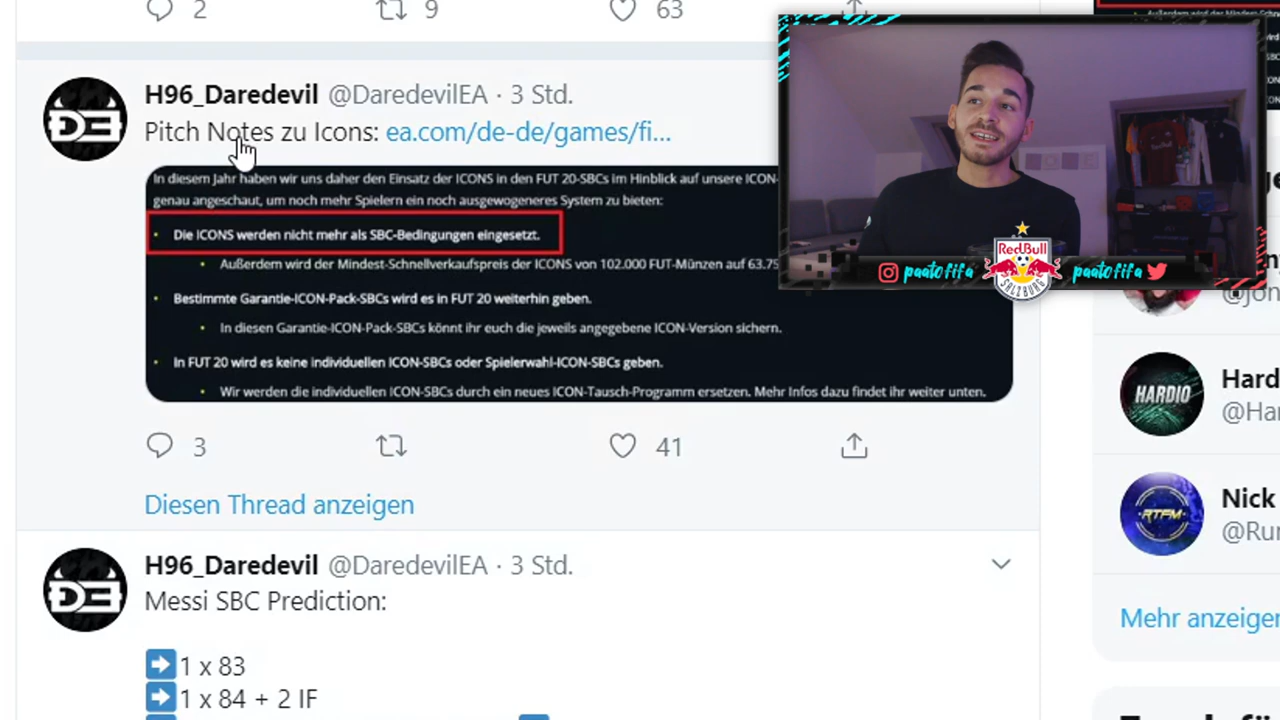 2 9 63
H96_Daredevil @DaredevilEA · 3 Std.
Pitch Notes zu Icons: ea.com/de-de/games/fi...
In diesem Jahr haben wir uns daher den Einsatz der ICONS in den FUT 20-SBCs im Hinblick auf unsere ICON-
genau angeschaut, um noch mehr Spielern ein noch ausgewogeneres System zu bieten:
Die ICONS werden nicht mehr als SBC-Bedingungen eingesetzt.
Außerdem wird der Mindest-Schnellverkaufspreis der ICONS von 102.000 FUT-Münzen auf 63.75
Bestimmte Garantie-ICON-Pack-SBCs wird es in FUT 20 weiterhin geben.
In diesen Garantie-ICON-Pack-SBCs könnt ihr euch die jeweils angegebene ICON-Version sichern.
In FUT 20 wird es keine individuellen ICON-SBCs oder Spielerwahl-ICON-SBCs geben.
Wir werden die individuellen ICON-SBCs durch ein neues ICON-Tausch-Programm ersetzen. Mehr Infos dazu findet ihr weiter unten.
3 41
Diesen Thread anzeigen
H96_Daredevil @DaredevilEA · 3 Std.
Messi SBC Prediction:
➡1 x 83
➡1 x 84 + 2 IF
paatofifa
RedBull
SALZBURG
paatofifa
HARDIO
Hard
@Har
RTFM
Nick
@Rur
Mehr anzeigen